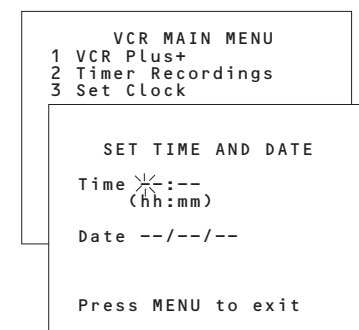 VCR MAIN MENU
1 VCR Plus+
2 Timer Recordings
3 Set Clock
SET TIME AND DATE
Time --:--
(hh:mm)
Date --/--/--
Press MENU to exit